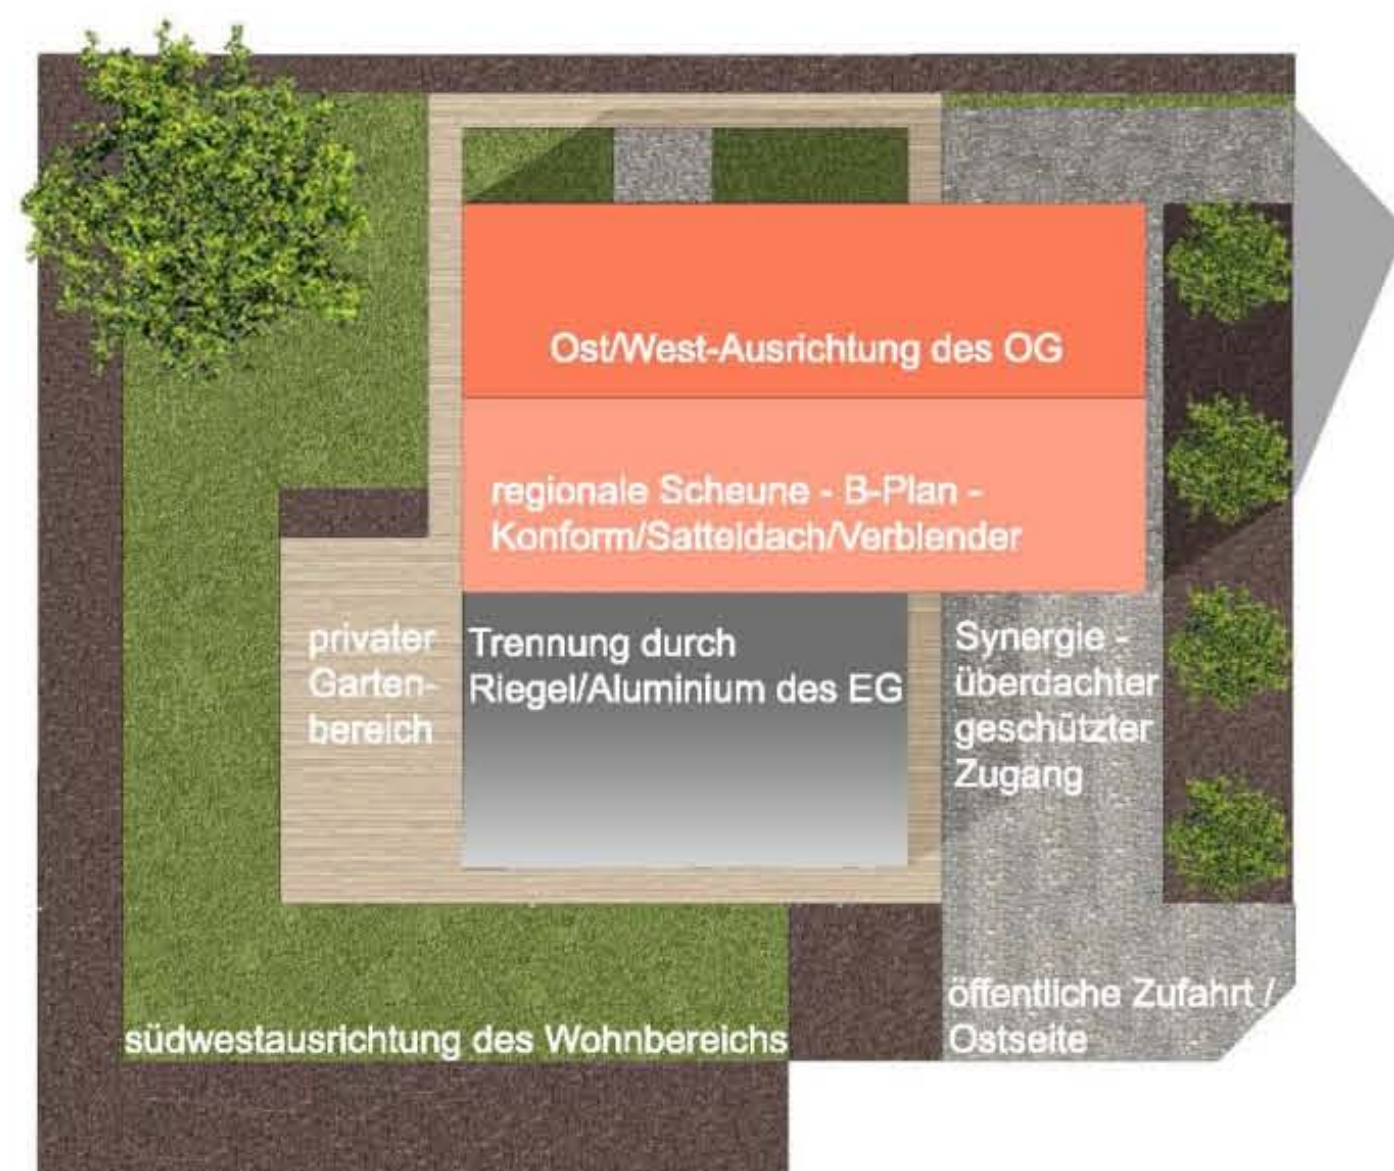 Ost/West-Ausrichtung des OG
regionale Scheune - B-Plan -
Konform/Satteldach/Verblender
privater
Garten-
bereich
Trennung durch
Riegel/Aluminium des EG
Synergie -
überdachter
geschützter
Zugang
südwestausrichtung des Wohnbereichs
öffentliche Zufahrt /
Ostseite